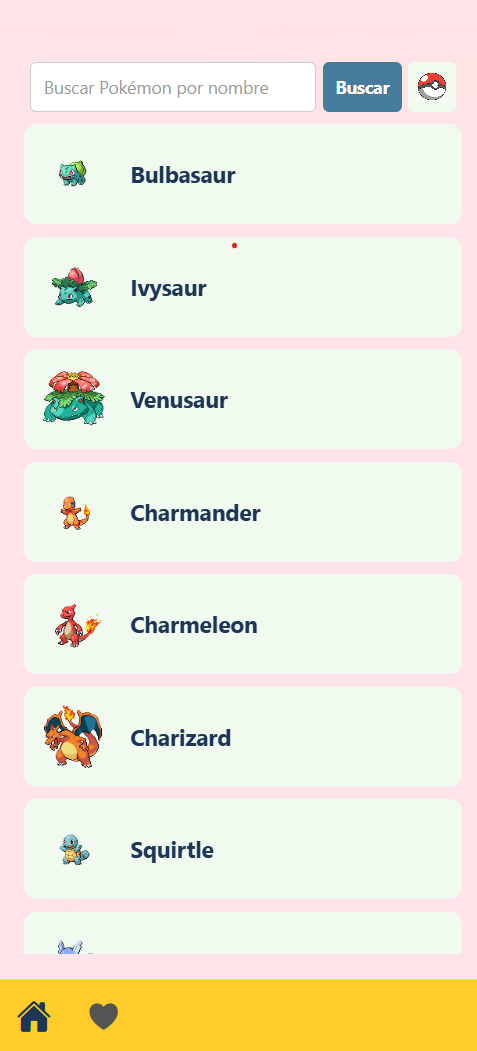 Buscar Pokémon por nombre
Buscar
Bulbasaur
Ivysaur
Venusaur
Charmander
Charmeleon
Charizard
Squirtle